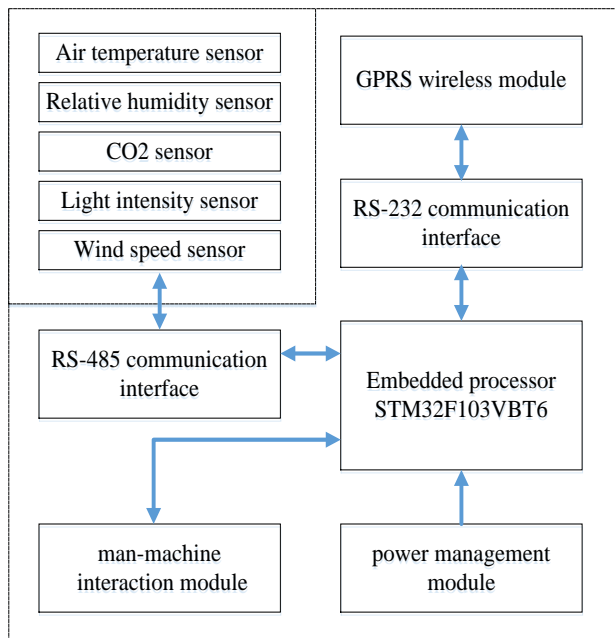 Air temperature sensor
Relative humidity sensor
CO2 sensor
Light intensity sensor
Wind speed sensor
GPRS wireless module
RS-232 communication
interface
RS-485 communication
interface
Embedded processor
STM32F103VBT6
man-machine
interaction module
power management
module